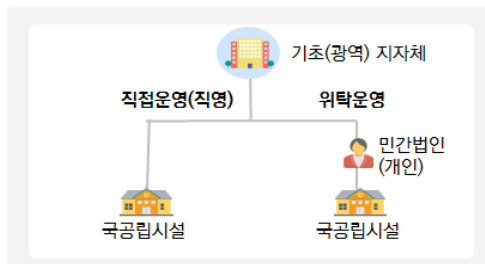 기초(광역) 지자체
직접운영(직영)
위탁운영
민간법인
(개인)
국공립시설
국공립시설